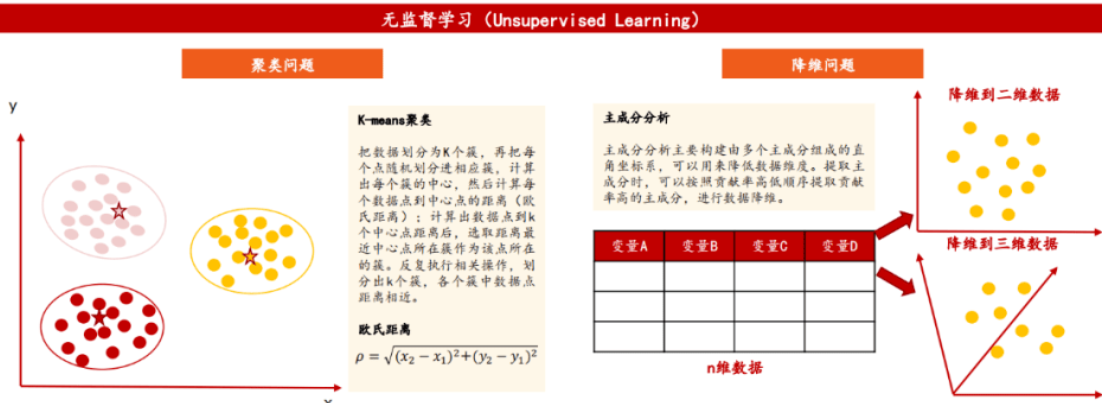 无监督学习（Unsupervised Learning）
聚类问题
y
K-means聚类
把数据划分为K个簇，再把每
个点随机划分进相应簇，计算
出每个簇的中心，然后计算每
个数据点到中心点的距离（欧
氏距离）；计算出数据点到k
个中心点距离后，选取距离最
近中心点所在簇作为该点所在
的簇。反复执行相关操作，划
分出k个簇，各个簇中数据点
距离相近。
欧氏距离
ρ = √(x₂ − x₁)²+(y₂ − y₁)²
降维问题
主成分分析
主成分分析主要构建由多个主成分组成的直
角坐标系，可以用来降低数据维度。提取主
成分时，可以按照贡献率高低顺序提取贡献
率高的主成分，进行数据降维。
变量A 变量B 变量C 变量D
n维数据
降维到二维数据
降维到三维数据